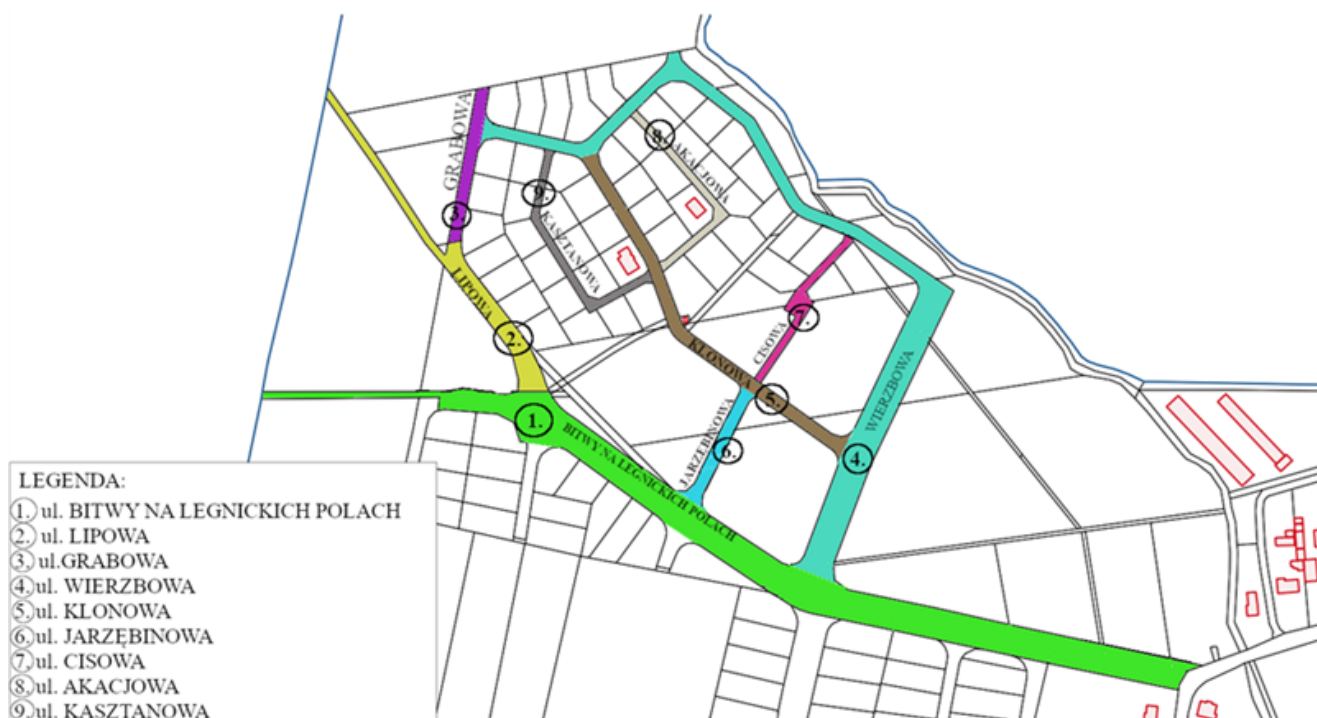 GRABOWA
8.
AKACJOWA
9.
3.
KASZTANOWA
LIPOWA
7.
2.
CISOWA
KLONOWA
WIERZBOWA
5.
1.
BITWY NA LEGNICKICH POLACH
JARZĘBINOWA
6.
4.
LEGENDA:
1. ul. BITWY NA LEGNICKICH POLACH
2. ul. LIPOWA
3. ul.GRABOWA
4. ul. WIERZBOWA
5. ul. KLONOWA
6. ul. JARZĘBINOWA
7. ul. CISOWA
8. ul. AKACJOWA
9. ul. KASZTANOWA